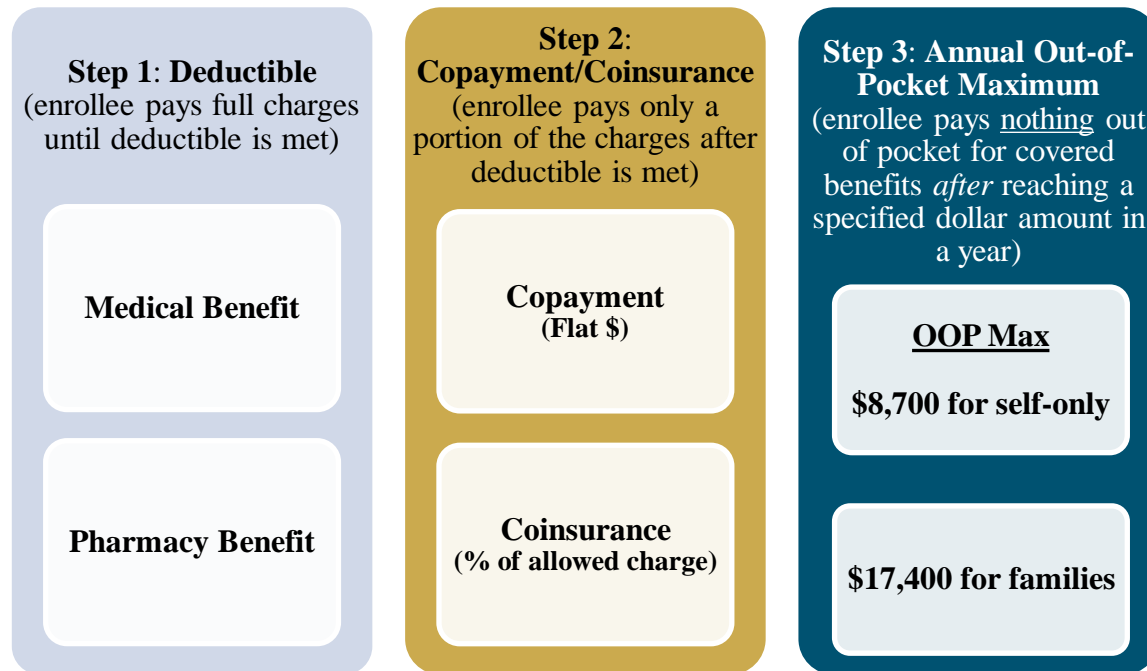 Step 1: Deductible
(enrollee pays full charges
until deductible is met)
Medical Benefit
Pharmacy Benefit
Step 2:
Copayment/Coinsurance
(enrollee pays only a
portion of the charges after
deductible is met)
Copayment
(Flat $)
Coinsurance
(% of allowed charge)
Step 3: Annual Out-of-
Pocket Maximum
(enrollee pays nothing out
of pocket for covered
benefits after reaching a
specified dollar amount in
a year)
OOP Max
$8,700 for self-only
$17,400 for families